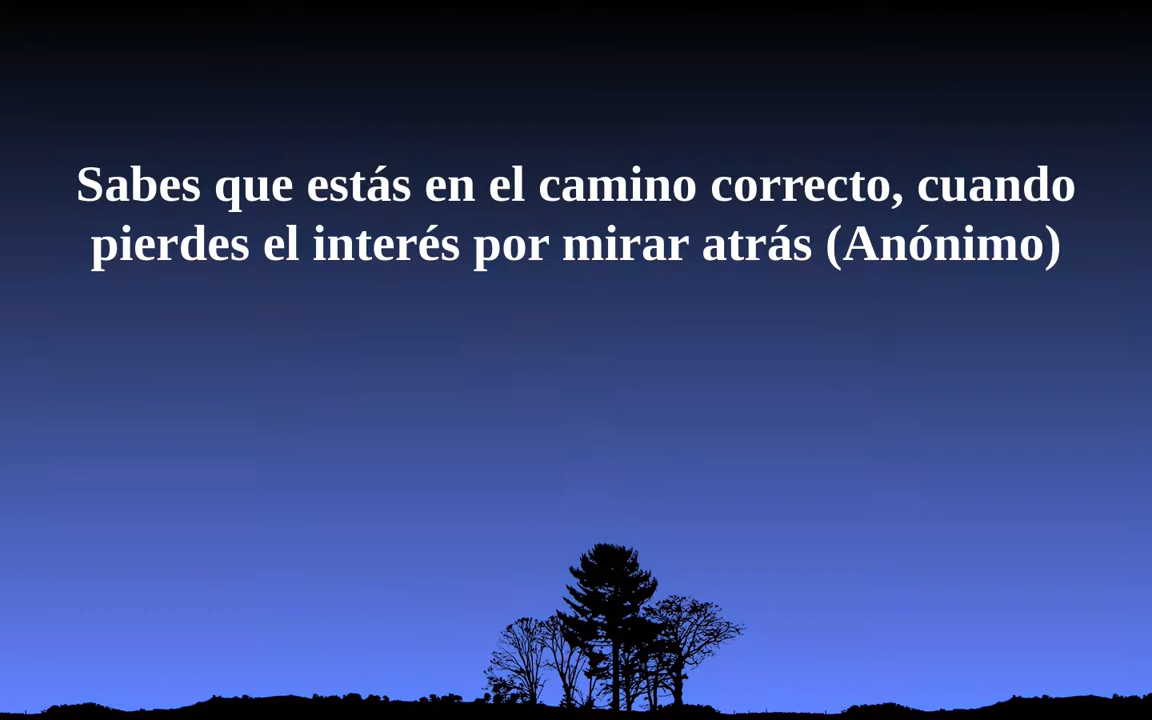 Sabes que estás en el camino correcto, cuando
pierdes el interés por mirar atrás (Anónimo)